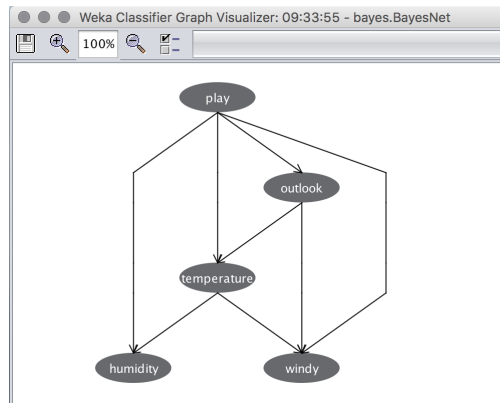 Weka Classifier Graph Visualizer: 09:33:55 - bayes.BayesNet
100%
play
outlook
temperature
humidity
windy